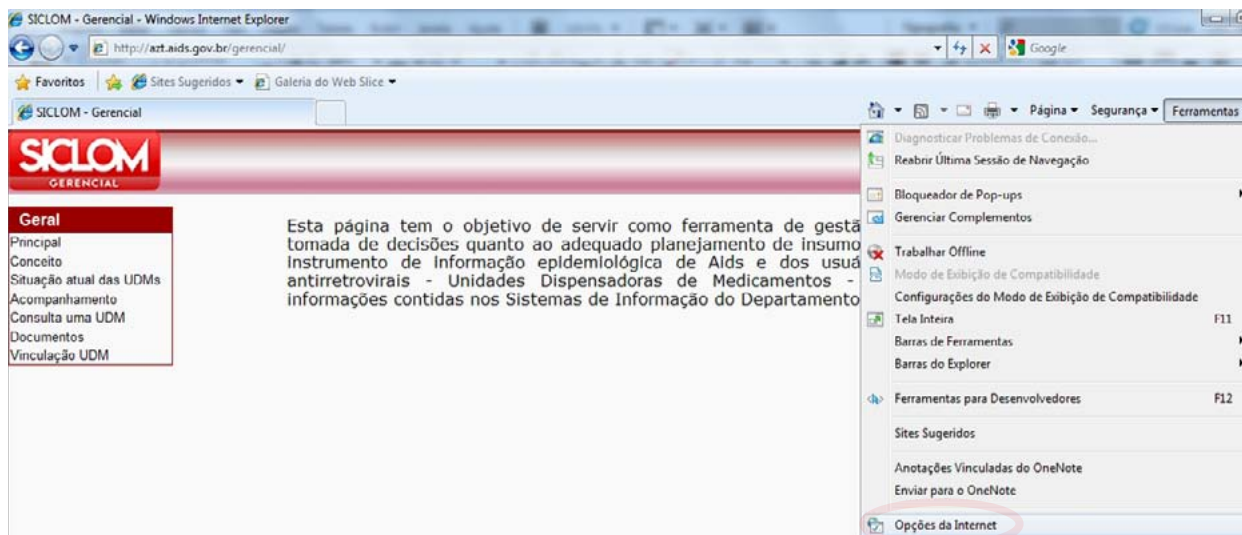 SICLOM - Gerencial - Windows Internet Explorer
http://azt.aids.gov.br/gerencial/
Google
Favoritos
Sites Sugeridos
Galeria do Web Slice
SICLOM - Gerencial
Página
Segurança
Ferramentas
SICLOM
GERENCIAL
Geral
Principal
Conceito
Situação atual das UDMs
Acompanhamento
Consulta uma UDM
Documentos
Vinculação UDM
Esta página tem o objetivo de servir como ferramenta de gestã
tomada de decisões quanto ao adequado planejamento de insumo
instrumento de informação epidemiológica de Aids e dos usuá
antirretrovirais - Unidades Dispensadoras de Medicamentos -
informações contidas nos Sistemas de Informação do Departamento
Diagnosticar Problemas de Conexão...
Reabrir Última Sessão de Navegação
Bloqueador de Pop-ups
Gerenciar Complementos
Trabalhar Offline
Modo de Exibição de Compatibilidade
Configurações do Modo de Exibição de Compatibilidade
Tela Inteira F11
Barras de Ferramentas
Barras do Explorer
Ferramentas para Desenvolvedores F12
Sites Sugeridos
Anotações Vinculadas do OneNote
Enviar para o OneNote
Opções da Internet